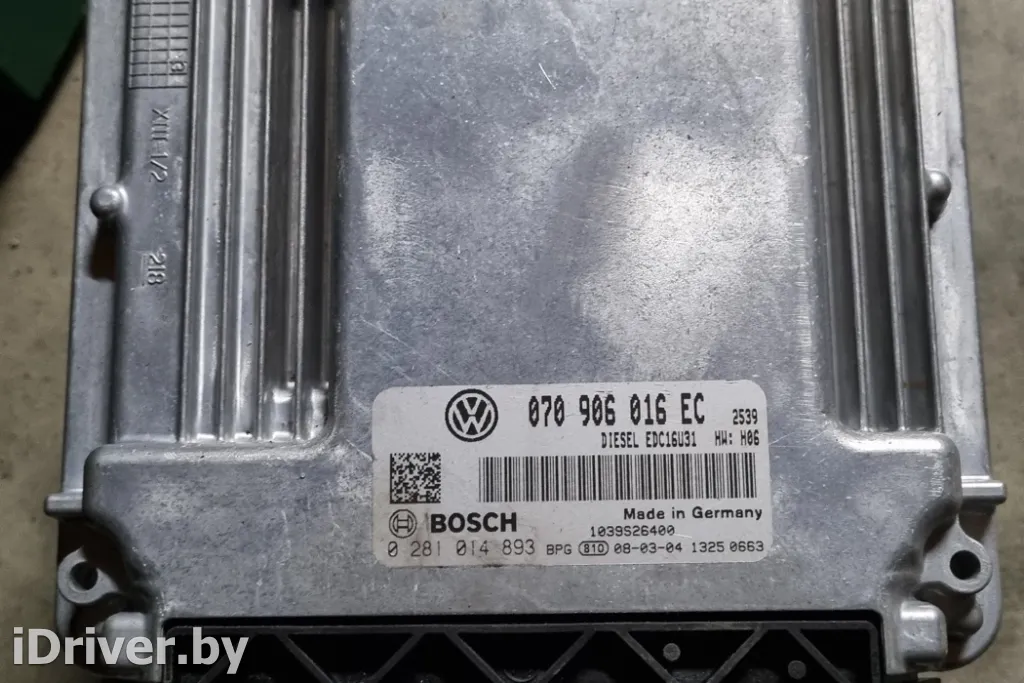 XIII 1/2
218
VW
070 906 016 EC 2539
DIESEL EDC16U31 HW: H06
BOSCH
Made in Germany
1039S26400
0 281 014 893 BPG 810 08-03-04 1325 0663
iDriver.by